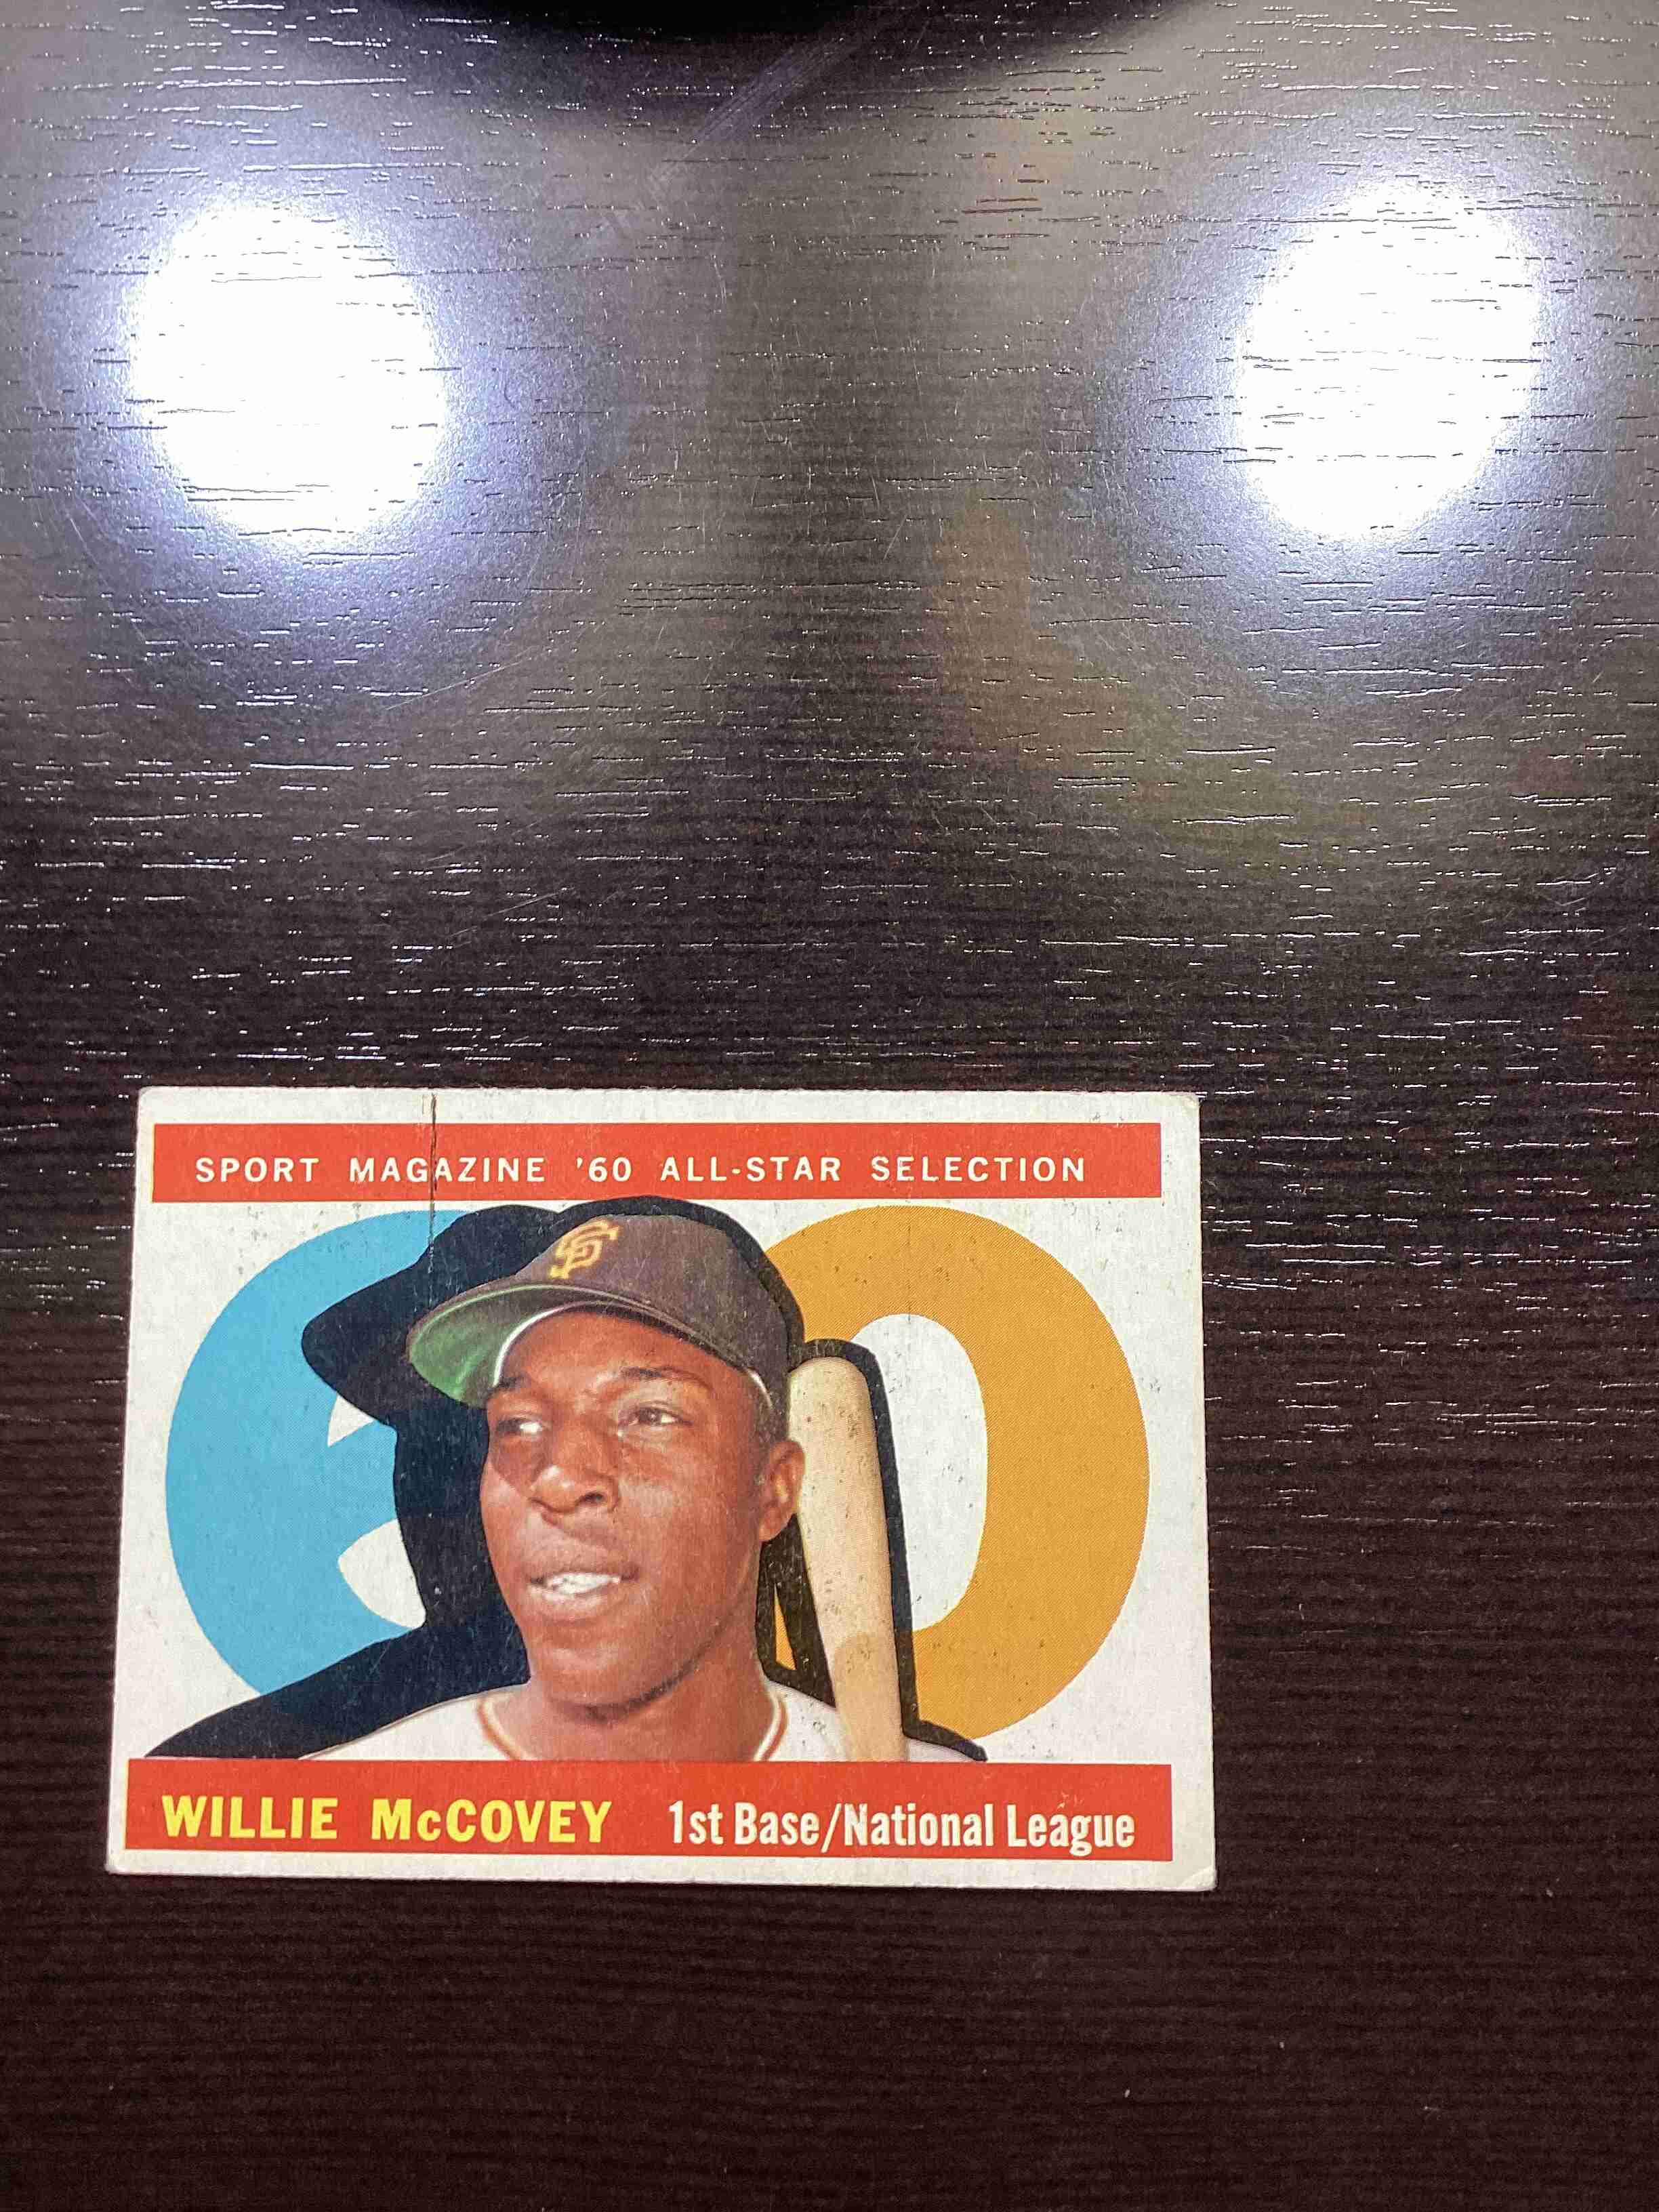 SPORT MAGAZINE '60 ALL-STAR SELECTION
SF
WILLIE McCOVEY 1st Base/National League